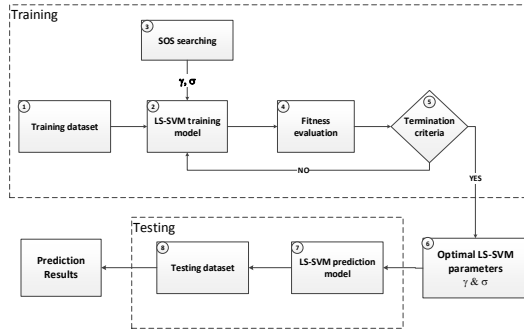 Training
3
SOS searching
γ, σ
1
Training dataset
2
LS-SVM training
model
4
Fitness
evaluation
5
Termination
criteria
NO
YES
Testing
Prediction
Results
8
Testing dataset
7
LS-SVM prediction
model
6
Optimal LS-SVM
parameters
γ & σ